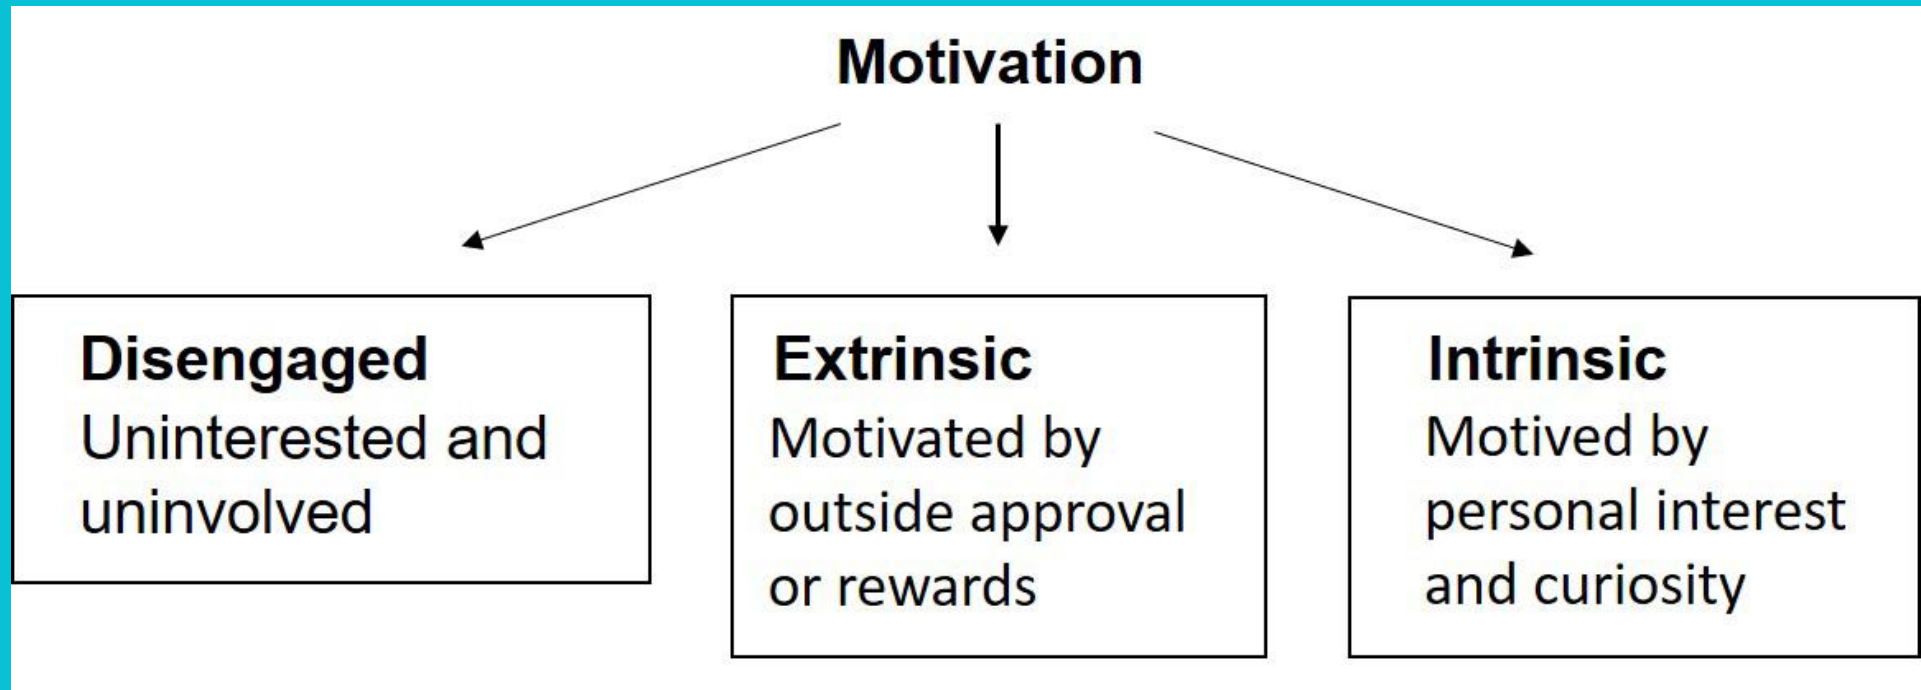 Motivation
Disengaged
Uninterested and
uninvolved
Extrinsic
Motivated by
outside approval
or rewards
Intrinsic
Motived by
personal interest
and curiosity